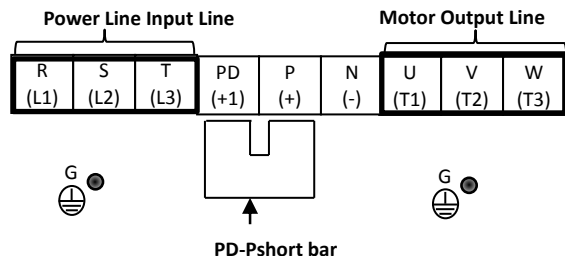 Power Line Input Line Motor Output Line
R S T PD P N U V W
(L1) (L2) (L3) (+1) (+) (-) (T1) (T2) (T3)
G G
PD-Pshort bar